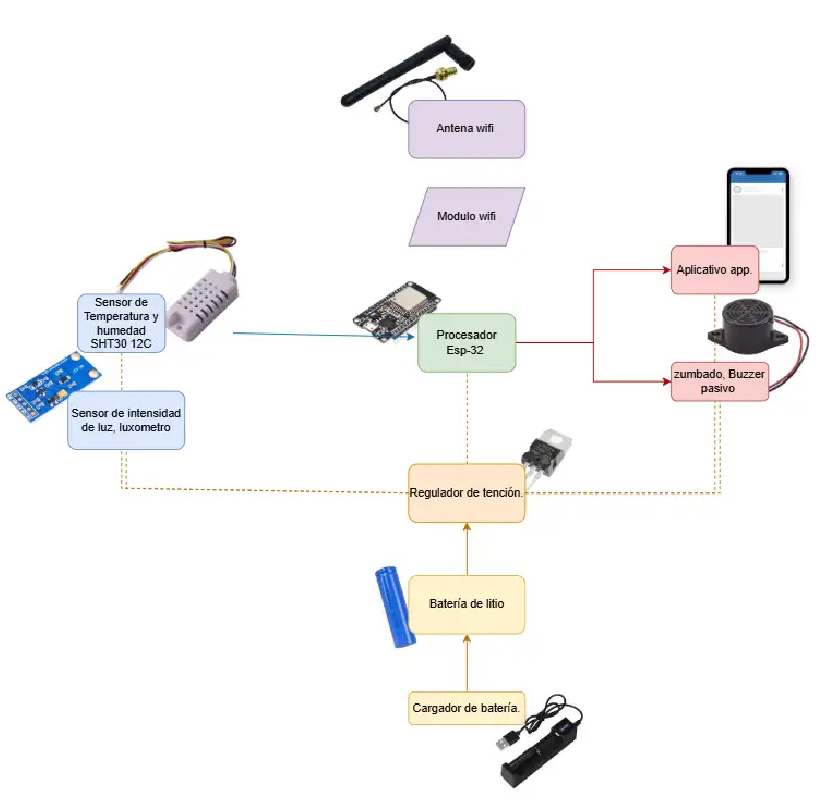 Antena wifi
Modulo wifi
Aplicativo app.
Sensor de
Temperatura y
humedad
SHT30 12C
Procesador
Esp-32
zumbado, Buzzer
pasivo
Sensor de intensidad
de luz, luxometro
Regulador de tención.
Batería de litio
Cargador de batería.